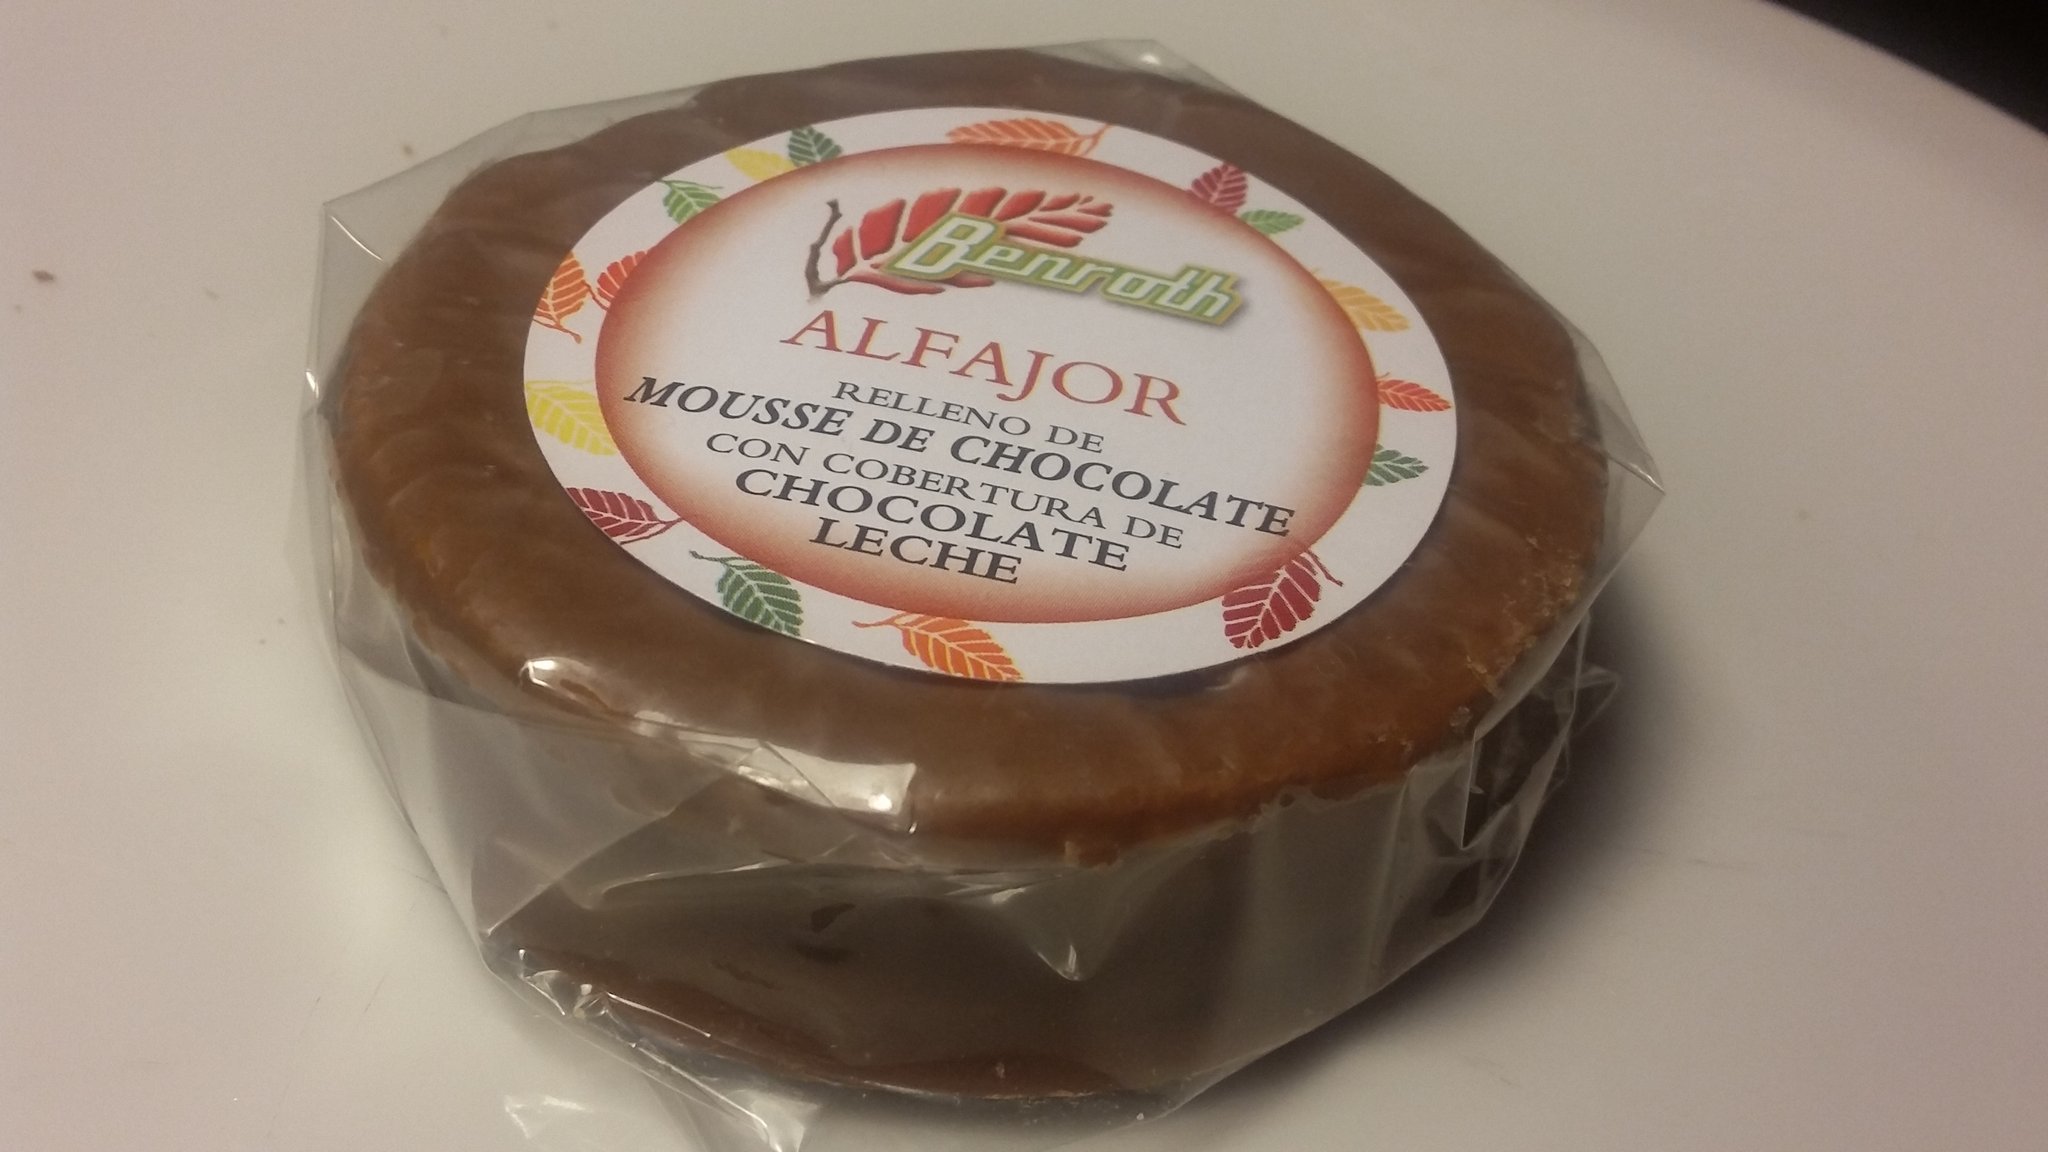 Benroth
ALFAJOR
RELLENO DE
MOUSSE DE CHOCOLATE
CON COBERTURA DE
CHOCOLATE
LECHE